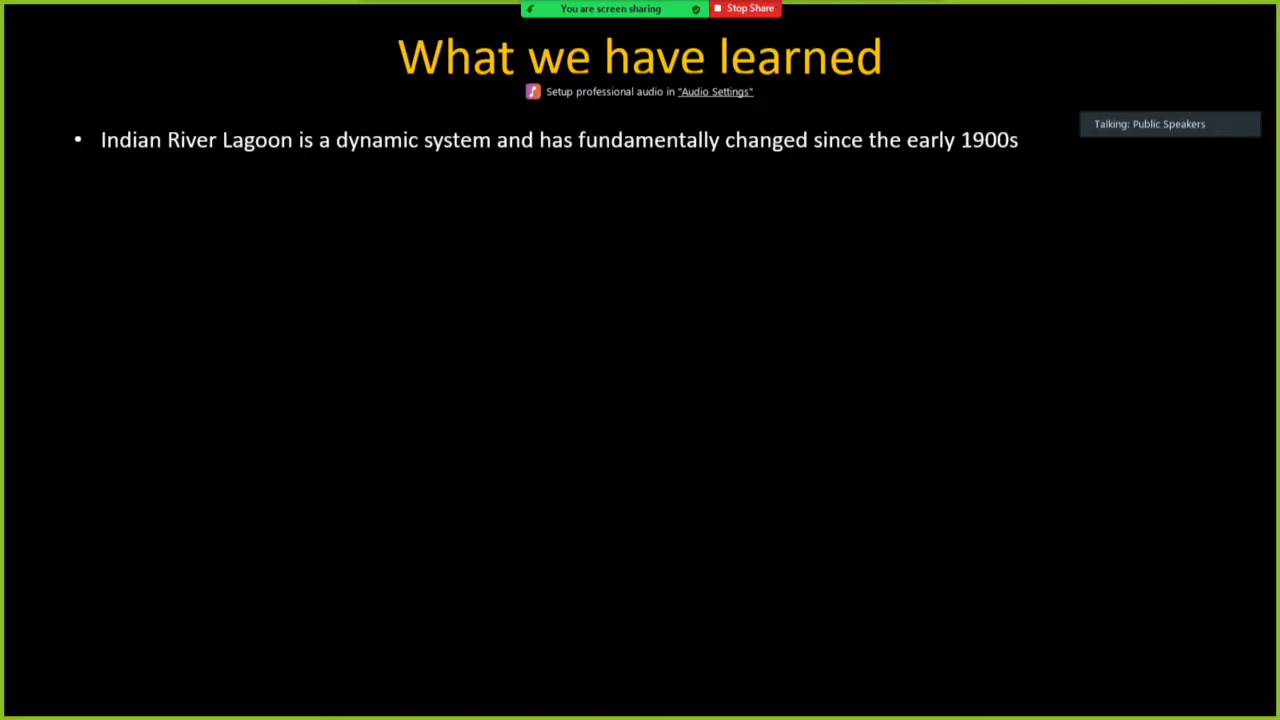 You are screen sharing
Stop Share
What we have learned
Setup professional audio in "Audio Settings"
Talking: Public Speakers
• Indian River Lagoon is a dynamic system and has fundamentally changed since the early 1900s